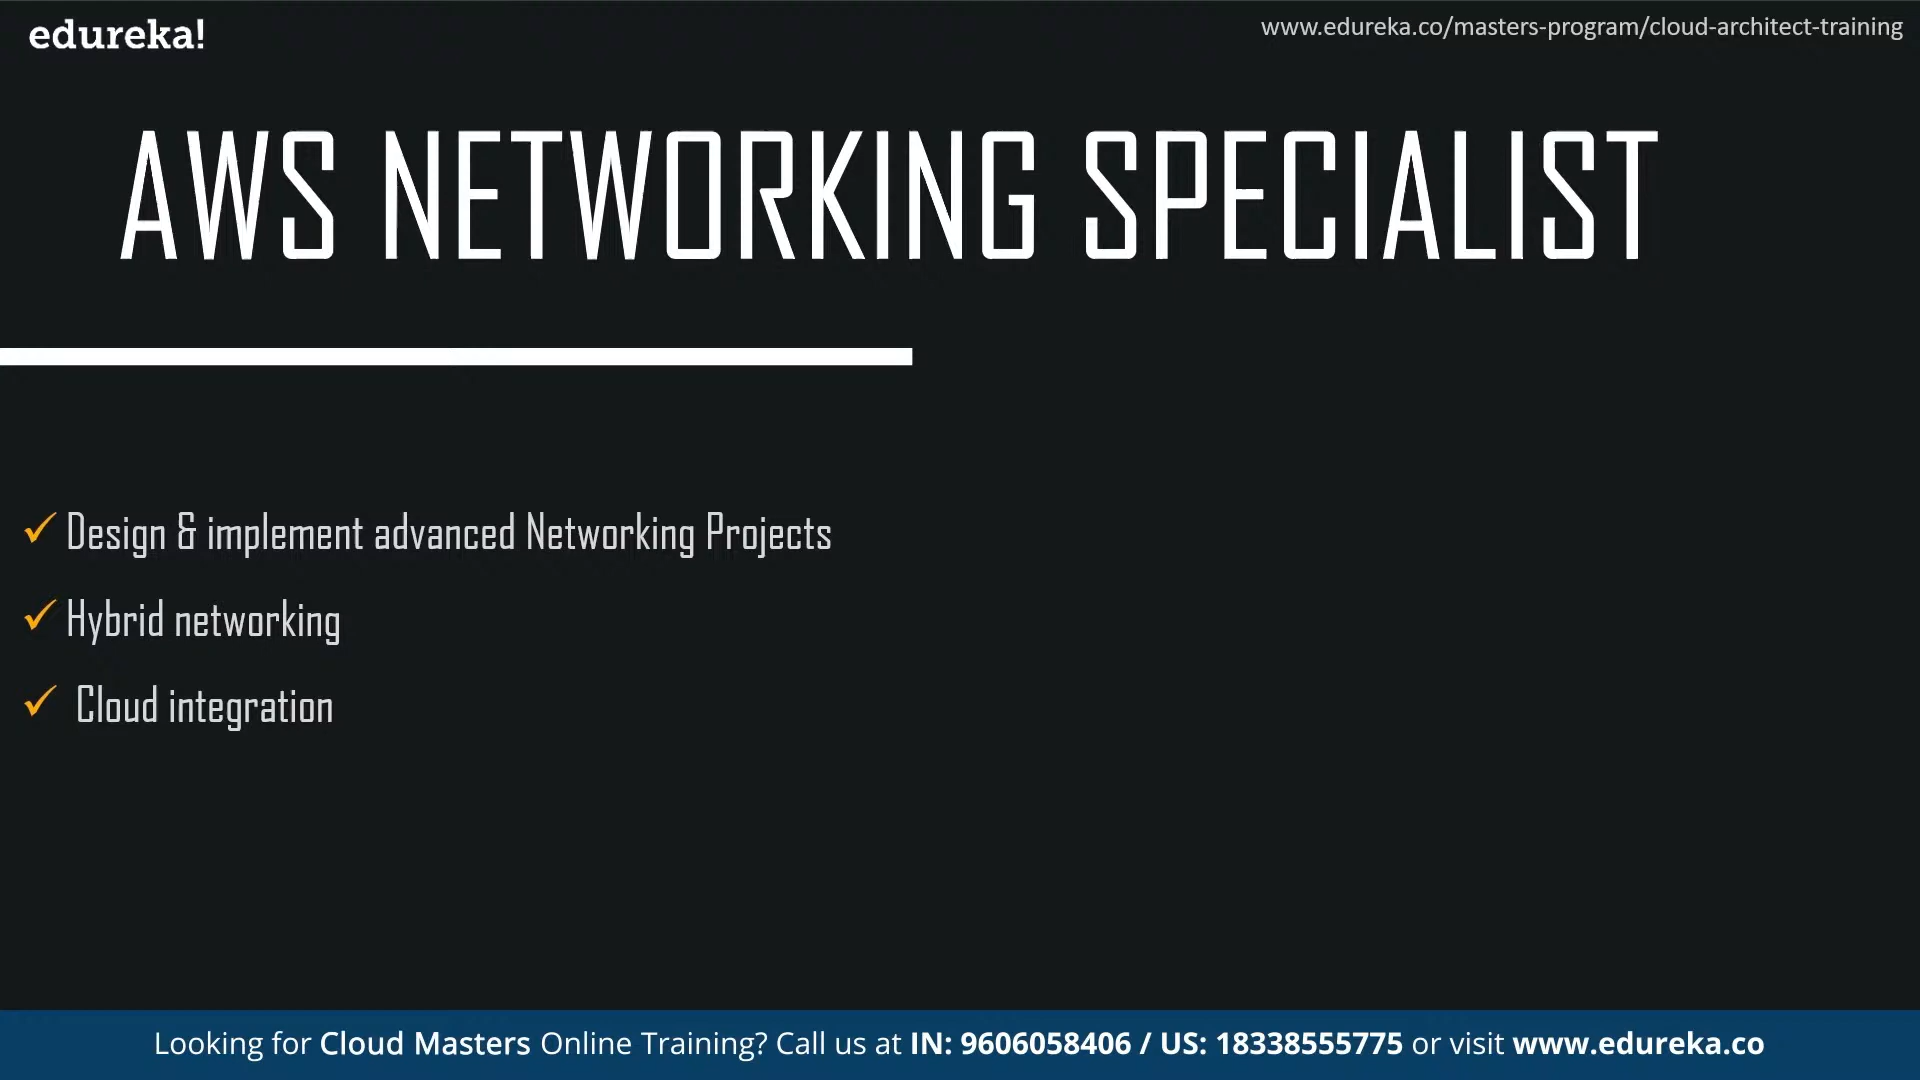 edureka!
www.edureka.co/masters-program/cloud-architect-training
AWS NETWORKING SPECIALIST
✓ Design & implement advanced Networking Projects
✓ Hybrid networking
✓ Cloud integration
Looking for Cloud Masters Online Training? Call us at IN: 9606058406 / US: 18338555775 or visit www.edureka.co